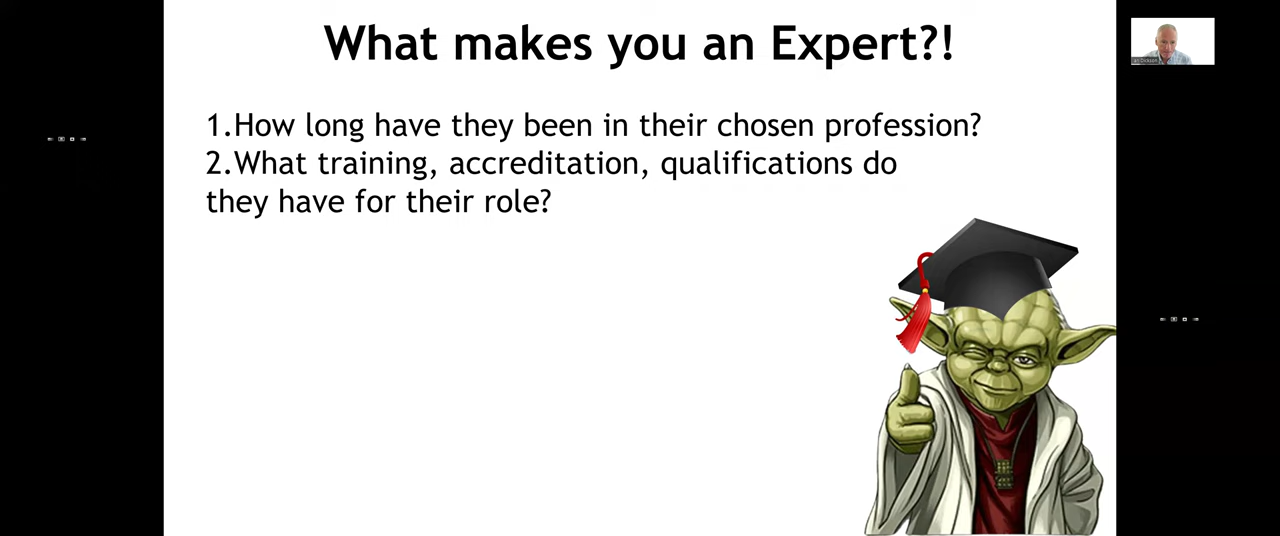 What makes you an Expert?!
1.How long have they been in their chosen profession?
2.What training, accreditation, qualifications do
they have for their role?